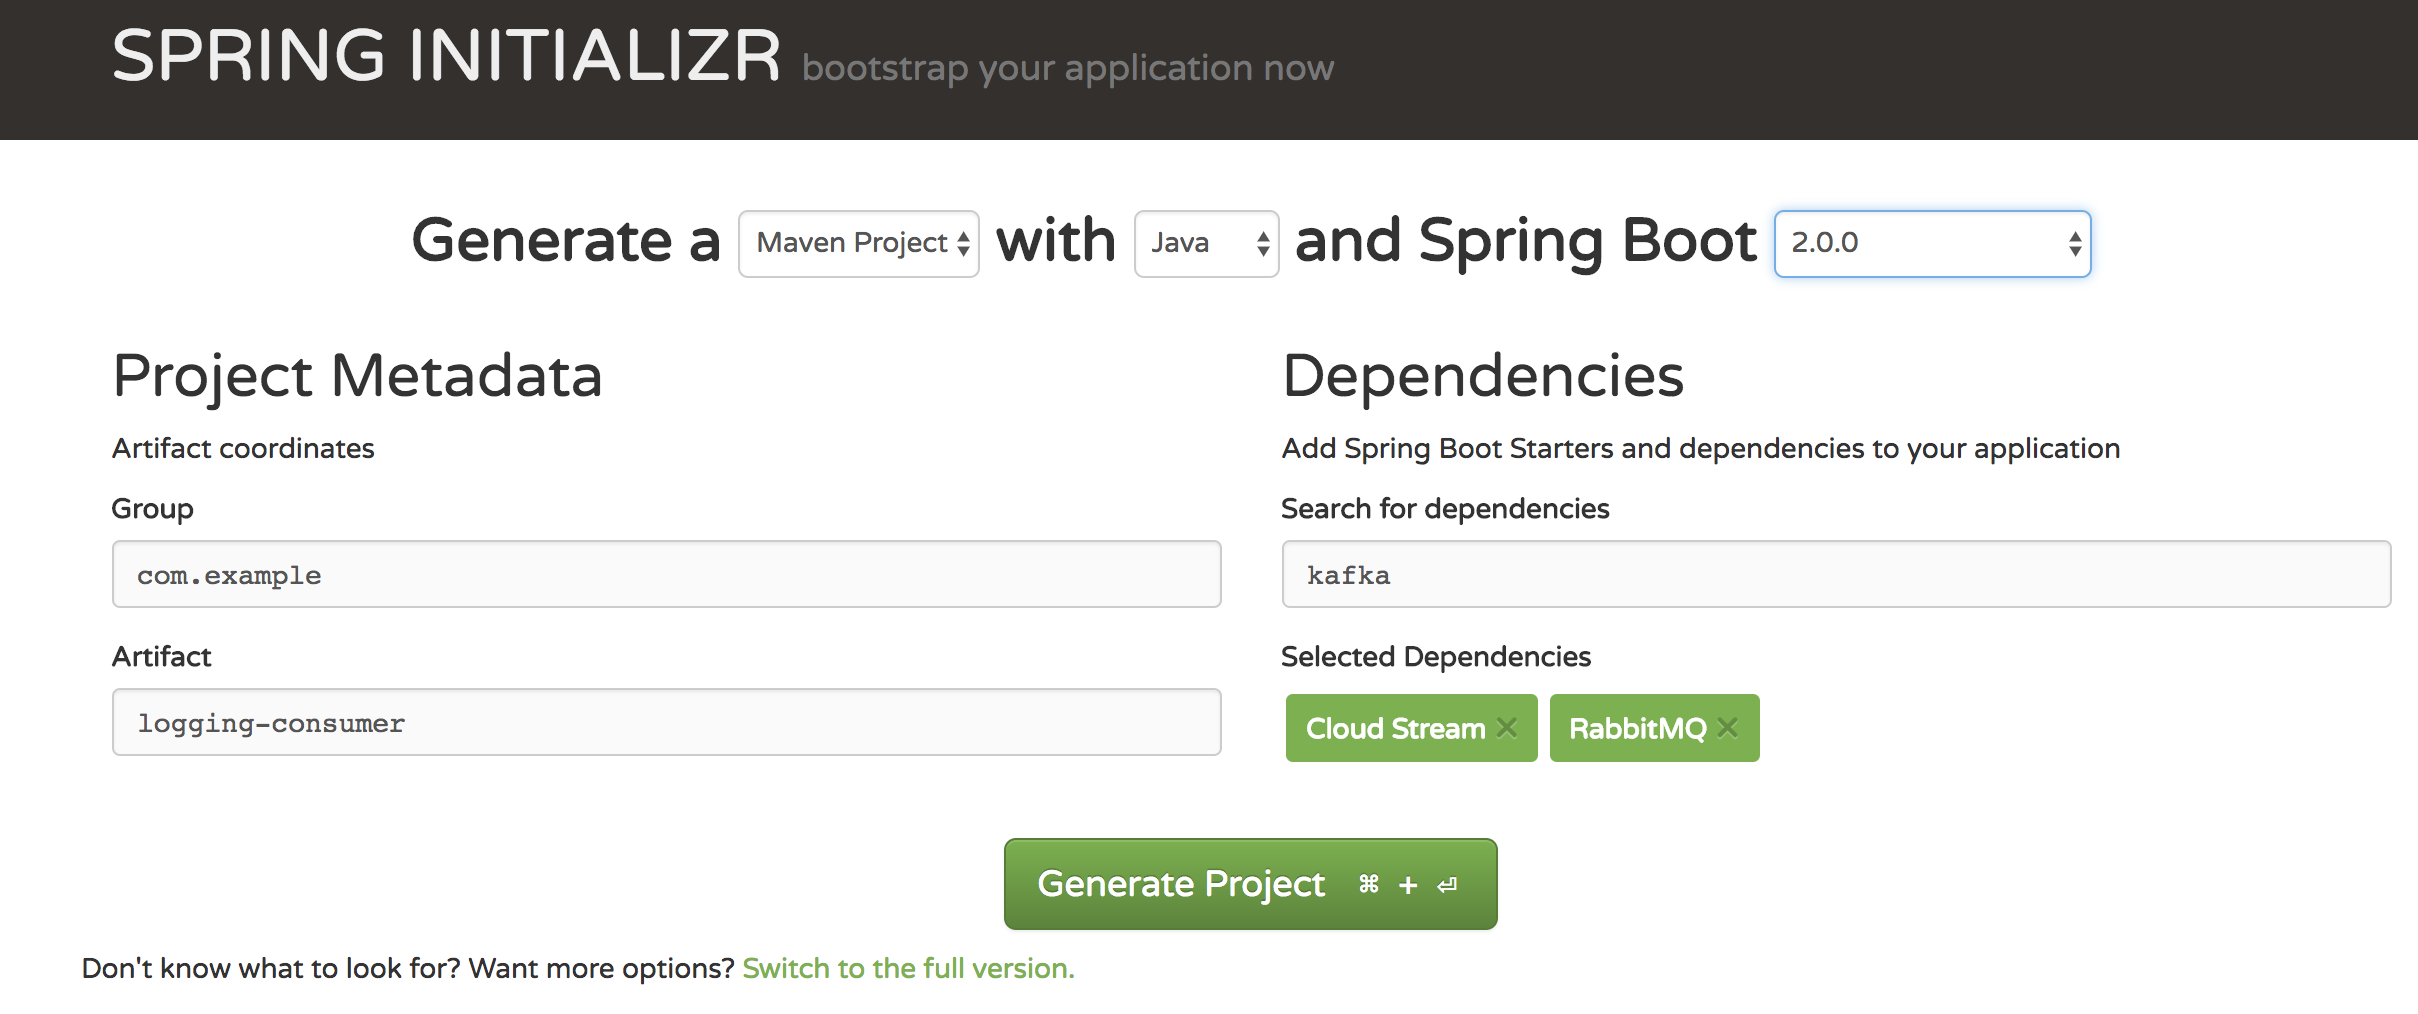 SPRING INITIALIZR bootstrap your application now
Generate a Maven Project with Java and Spring Boot 2.0.0
Project Metadata
Artifact coordinates
Group
com.example
Artifact
logging-consumer
Dependencies
Add Spring Boot Starters and dependencies to your application
Search for dependencies
kafka
Selected Dependencies
Cloud Stream × RabbitMQ ×
Generate Project ⌘ + ⏎
Don't know what to look for? Want more options? Switch to the full version.